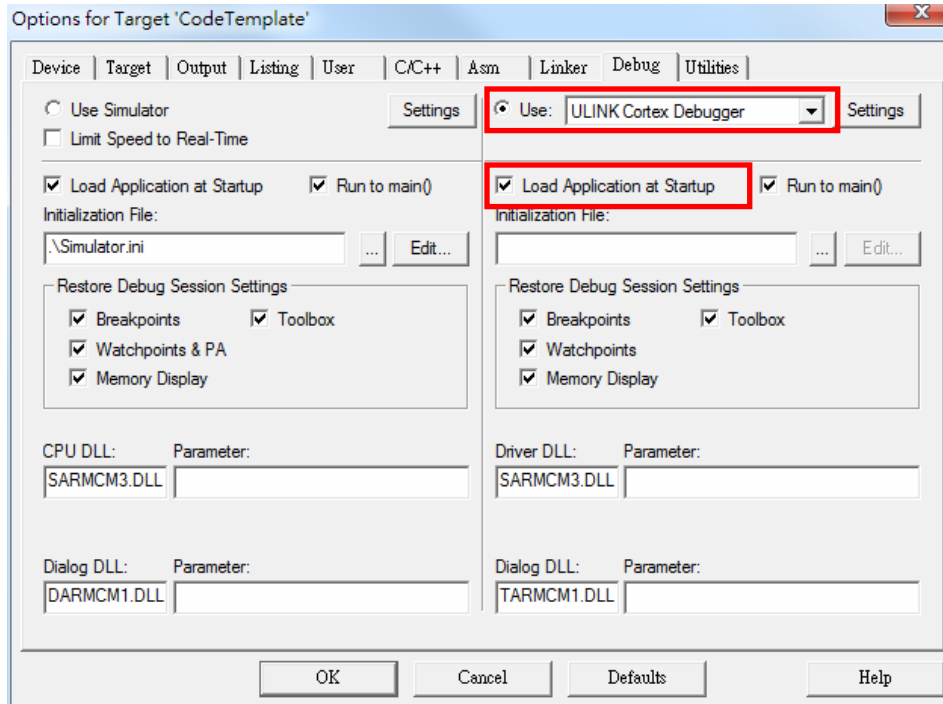 Options for Target 'CodeTemplate'
Device Target Output Listing User C/C++ Asm Linker Debug Utilities
Use Simulator Settings
Limit Speed to Real-Time
Use: ULINK Cortex Debugger Settings
Load Application at Startup Run to main()
Initialization File:
.\Simulator.ini ... Edit...
Restore Debug Session Settings
Breakpoints Toolbox
Watchpoints & PA
Memory Display
CPU DLL: Parameter:
SARMCM3.DLL
Dialog DLL: Parameter:
DARMCM1.DLL
Load Application at Startup Run to main()
Initialization File:
... Edit...
Restore Debug Session Settings
Breakpoints Toolbox
Watchpoints
Memory Display
Driver DLL: Parameter:
SARMCM3.DLL
Dialog DLL: Parameter:
TARMCM1.DLL
OK Cancel Defaults Help